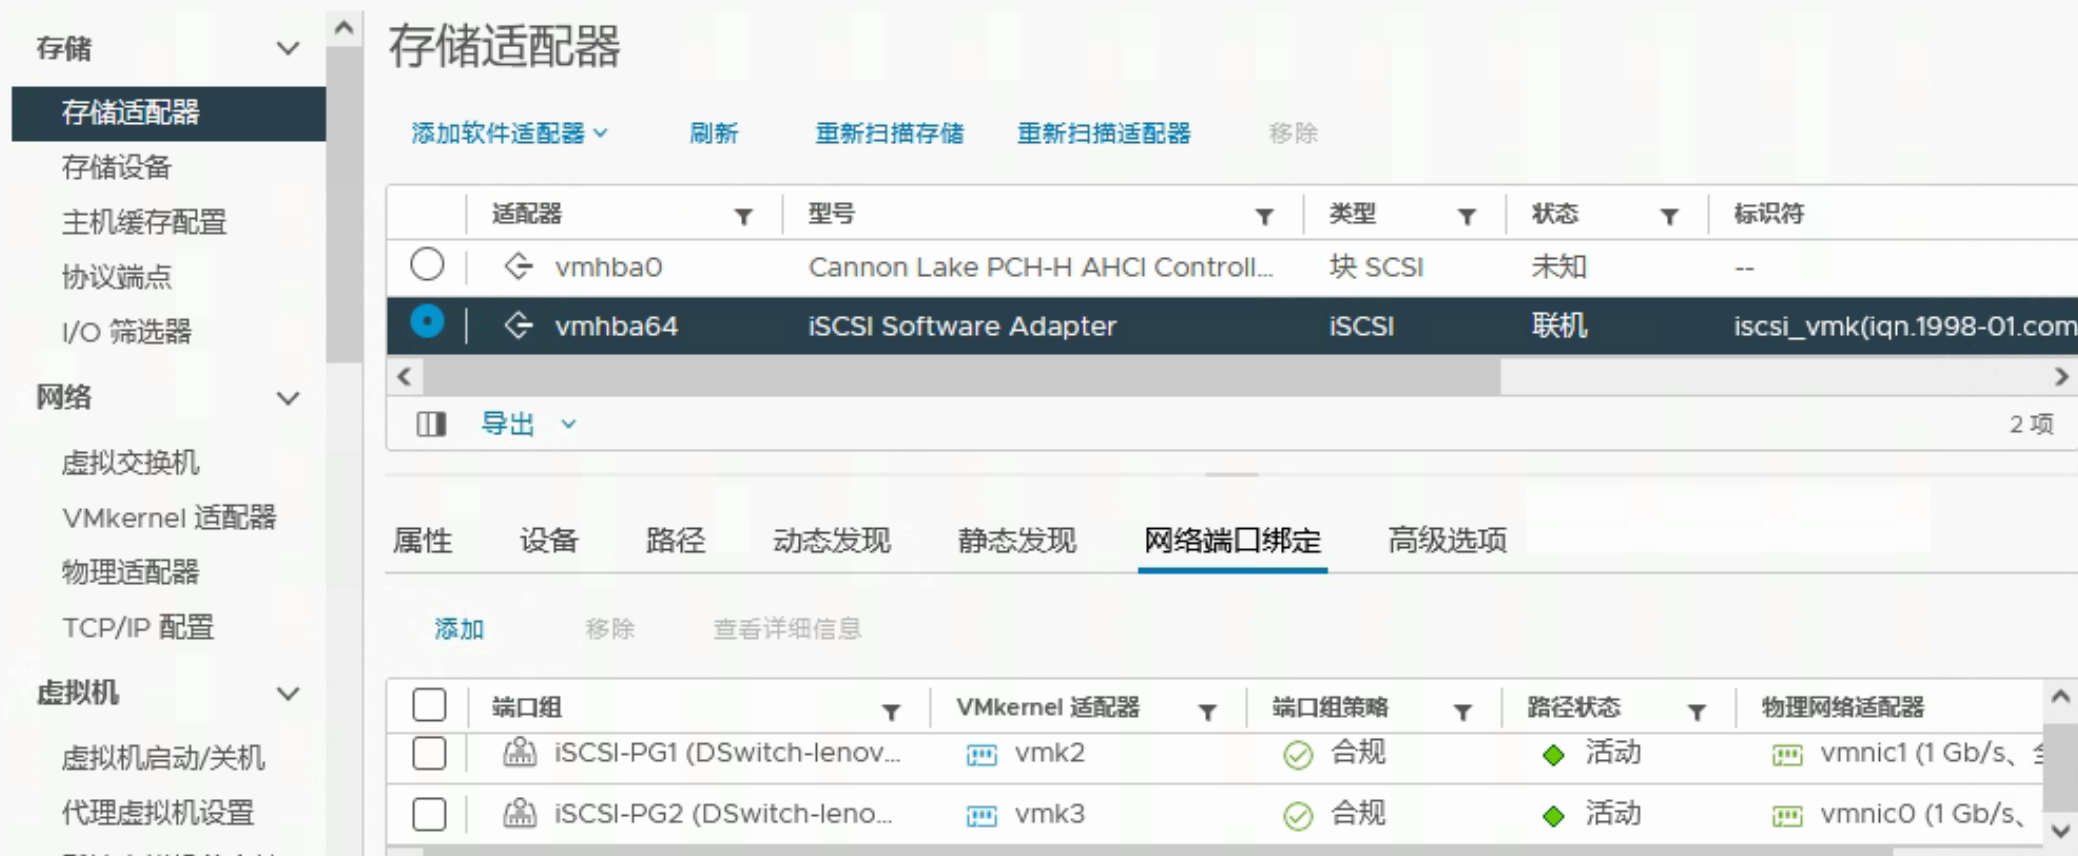 存储
存储适配器
存储设备
主机缓存配置
协议端点
I/O 筛选器
网络
虚拟交换机
VMkernel 适配器
物理适配器
TCP/IP 配置
虚拟机
虚拟机启动/关机
代理虚拟机设置
存储适配器
添加软件适配器 刷新 重新扫描存储 重新扫描适配器 移除
适配器 型号 类型 状态 标识符
vmhba0 Cannon Lake PCH-H AHCI Controll... 块 SCSI 未知 --
vmhba64 iSCSI Software Adapter iSCSI 联机 iscsi_vmk(iqn.1998-01.com
导出 2 项
属性 设备 路径 动态发现 静态发现 网络端口绑定 高级选项
添加 移除 查看详细信息
端口组 VMkernel 适配器 端口组策略 路径状态 物理网络适配器
iSCSI-PG1 (DSwitch-lenov... vmk2 合规 活动 vmnic1 (1 Gb/s、
iSCSI-PG2 (DSwitch-leno... vmk3 合规 活动 vmnic0 (1 Gb/s、